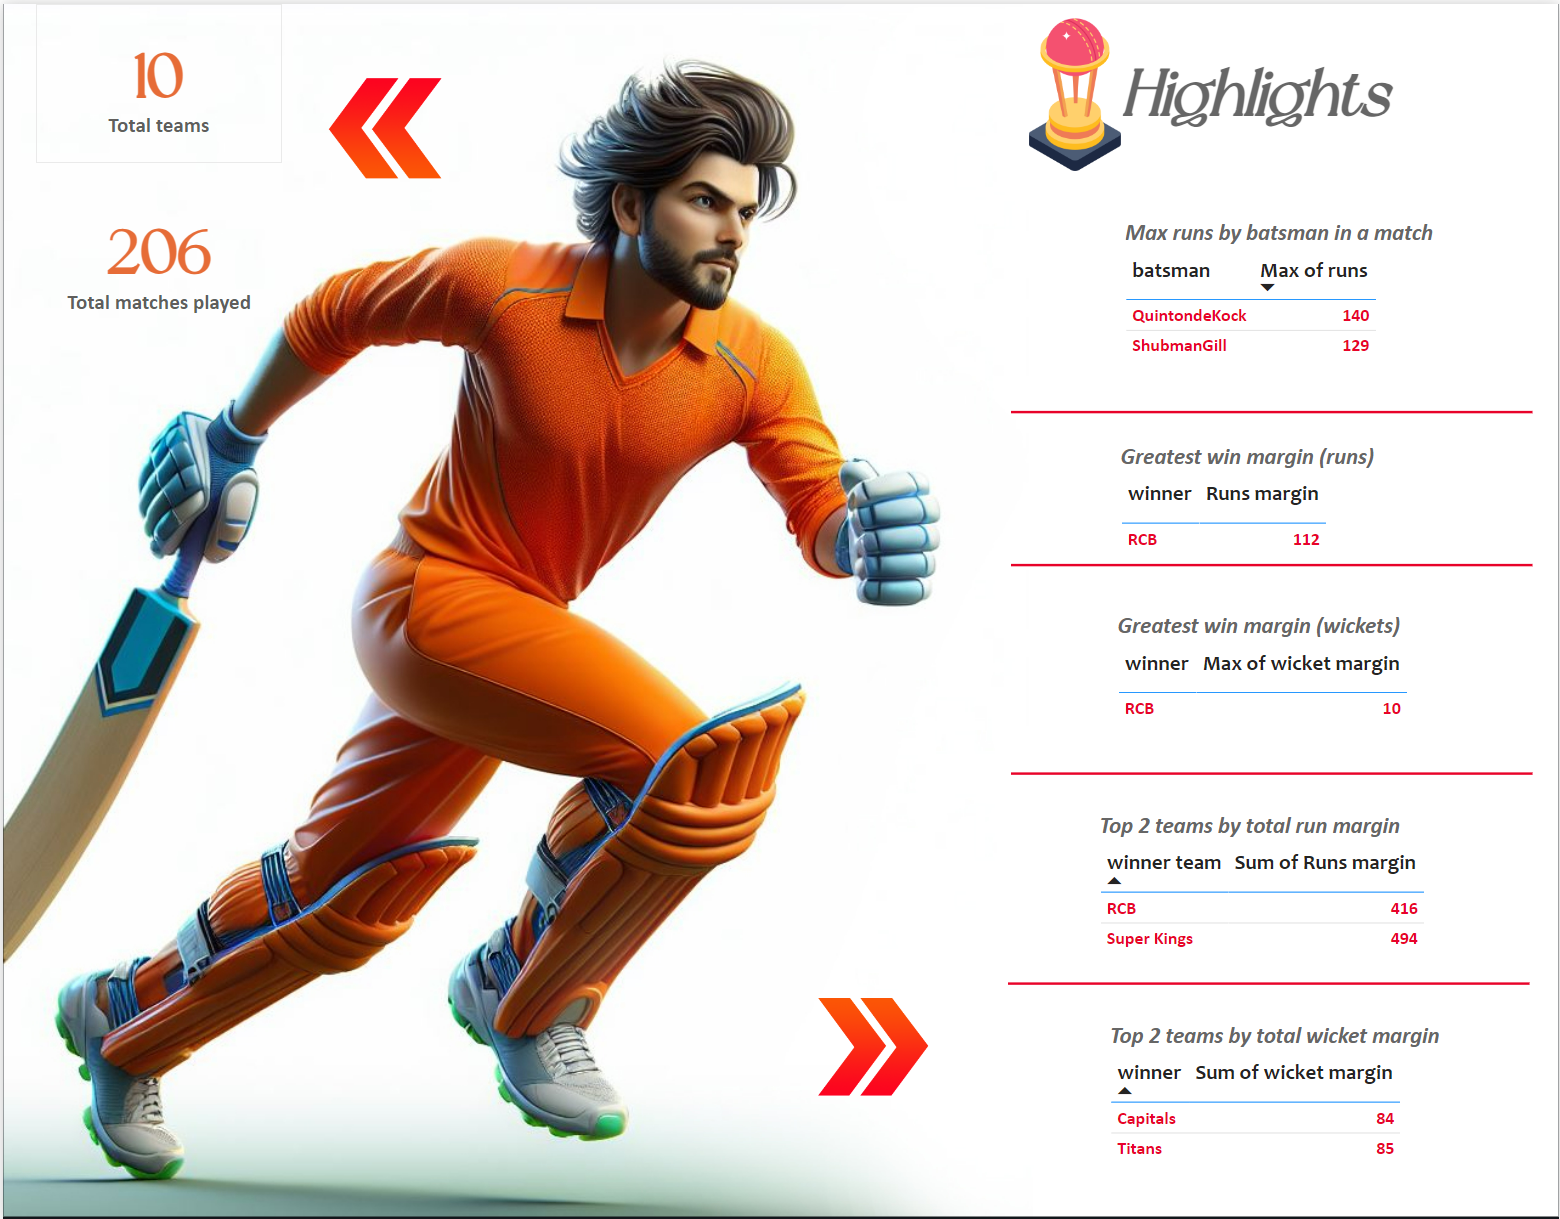 10
Total teams
206
Total matches played
Highlights
Max runs by batsman in a match
batsman Max of runs
QuintondeKock 140
ShubmanGill 129
Greatest win margin (runs)
winner Runs margin
RCB 112
Greatest win margin (wickets)
winner Max of wicket margin
RCB 10
Top 2 teams by total run margin
winner team Sum of Runs margin
RCB 416
Super Kings 494
Top 2 teams by total wicket margin
winner Sum of wicket margin
Capitals 84
Titans 85